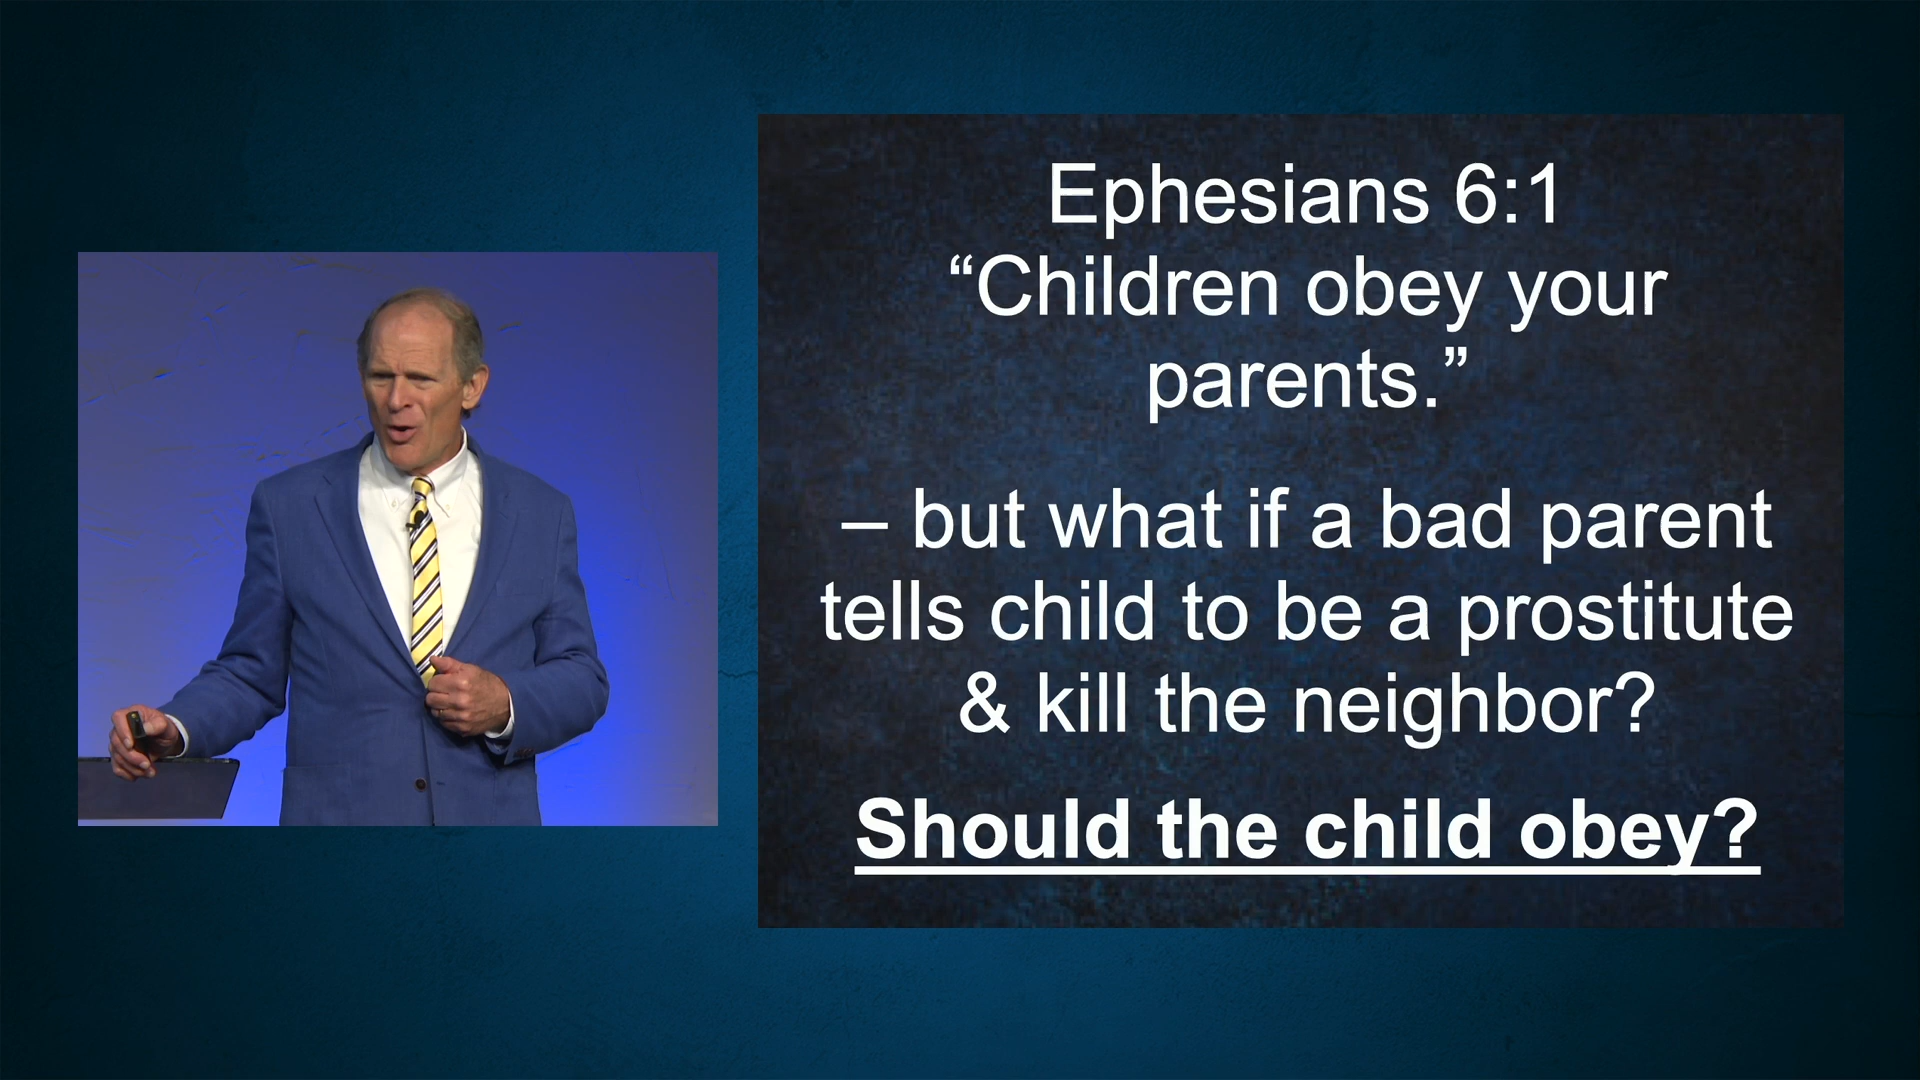 Ephesians 6:1
“Children obey your
parents.”
– but what if a bad parent
tells child to be a prostitute
& kill the neighbor?
Should the child obey?